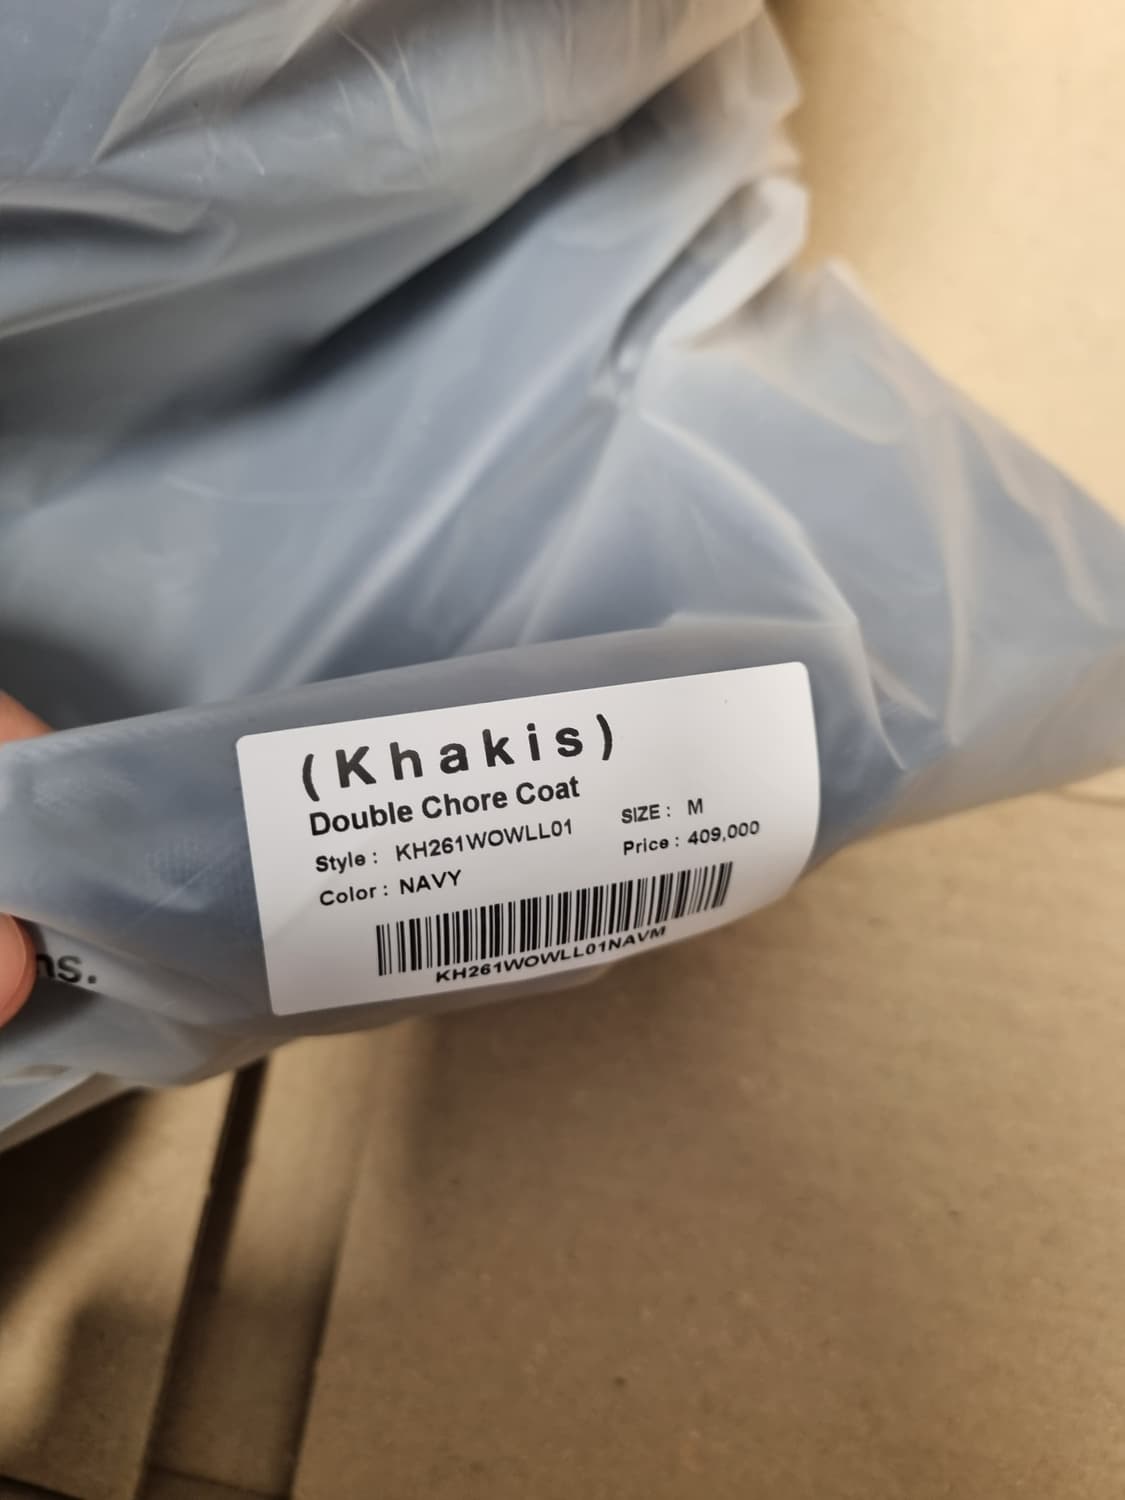 (Khakis)
Double Chore Coat
Style : KH261WOWLL01
SIZE : M
Color : NAVY
Price : 409,000
KH261WOWLL01NAVM